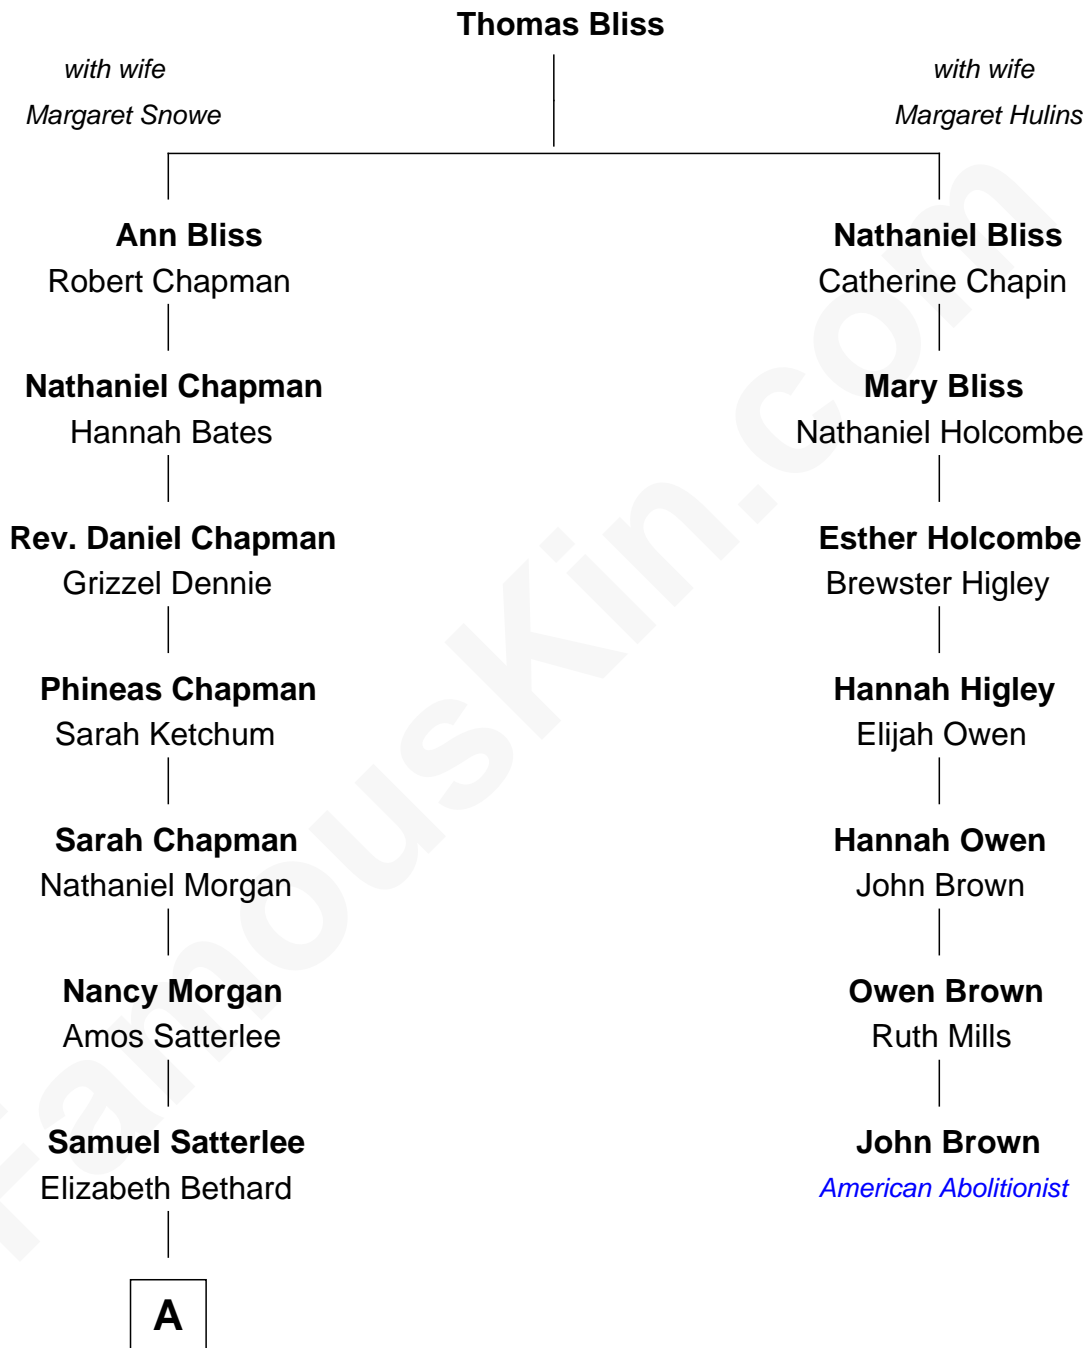 Thomas Bliss
with wife
Margaret Snowe
with wife
Margaret Hulins
Ann Bliss
Robert Chapman
Nathaniel Bliss
Catherine Chapin
Nathaniel Chapman
Hannah Bates
Mary Bliss
Nathaniel Holcombe
Rev. Daniel Chapman
Grizzel Dennie
Esther Holcombe
Brewster Higley
Phineas Chapman
Sarah Ketchum
Hannah Higley
Elijah Owen
Sarah Chapman
Nathaniel Morgan
Hannah Owen
John Brown
Nancy Morgan
Amos Satterlee
Owen Brown
Ruth Mills
Samuel Satterlee
Elizabeth Bethard
John Brown
American Abolitionist
A
FamousKin.com